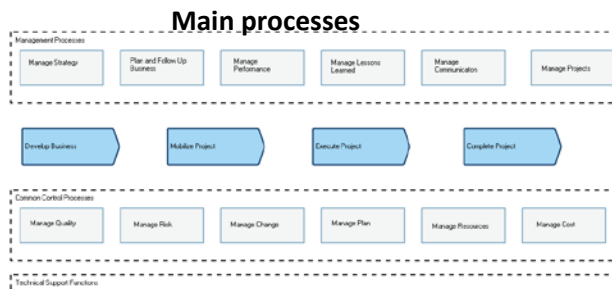 Main processes
Management Processes
Manage Strategy
Plan and Follow Up
Business
Manage
Performance
Manage Lessons
Learned
Manage
Communication
Manage Projects
Develop Business
Mobilize Project
Execute Project
Complete Project
Common Control Processes
Manage Quality
Manage Risk
Manage Change
Manage Plan
Manage Resources
Manage Cost
Technical Support Functions